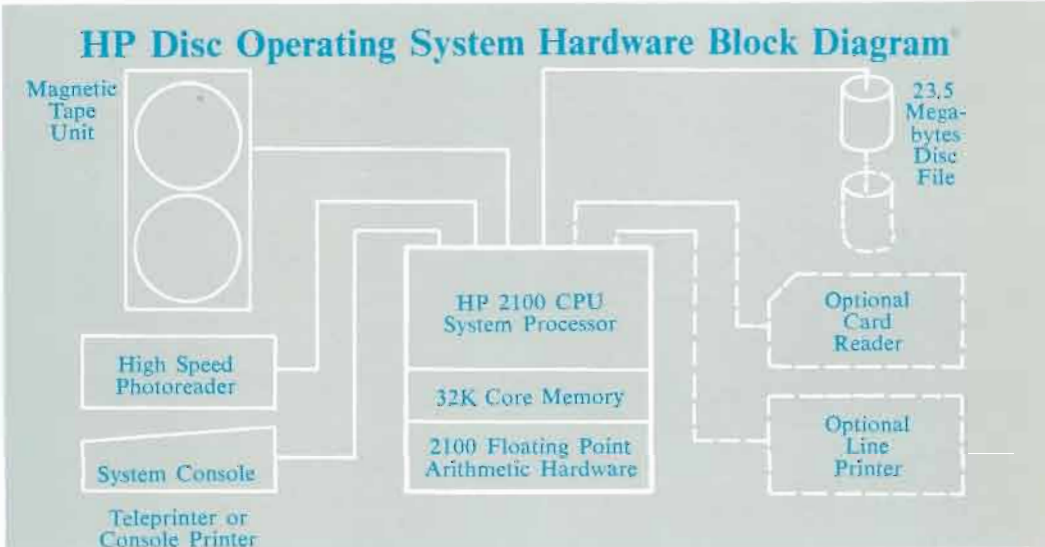 HP Disc Operating System Hardware Block Diagram
Magnetic
Tape
Unit
23.5
Mega-
bytes
Disc
File
HP 2100 CPU
System Processor
Optional
Card
Reader
High Speed
Photoreader
32K Core Memory
2100 Floating Point
Arithmetic Hardware
Optional
Line
Printer
System Console
Teleprinter or
Console Printer